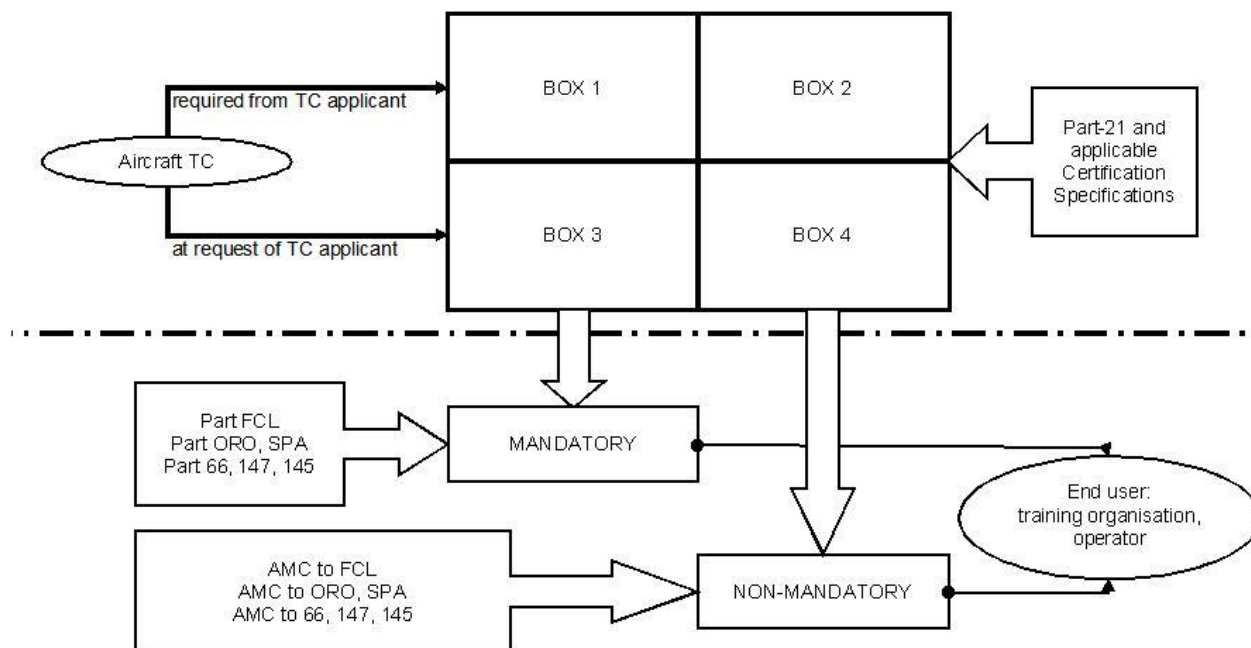 BOX 1
BOX 2
required from TC applicant
Aircraft TC
Part-21 and
applicable
Certification
Specifications
BOX 3
BOX 4
at request of TC applicant
Part FCL
Part ORO, SPA
Part 66, 147, 145
MANDATORY
End user:
training organisation,
operator
AMC to FCL
AMC to ORO, SPA
AMC to 66, 147, 145
NON-MANDATORY